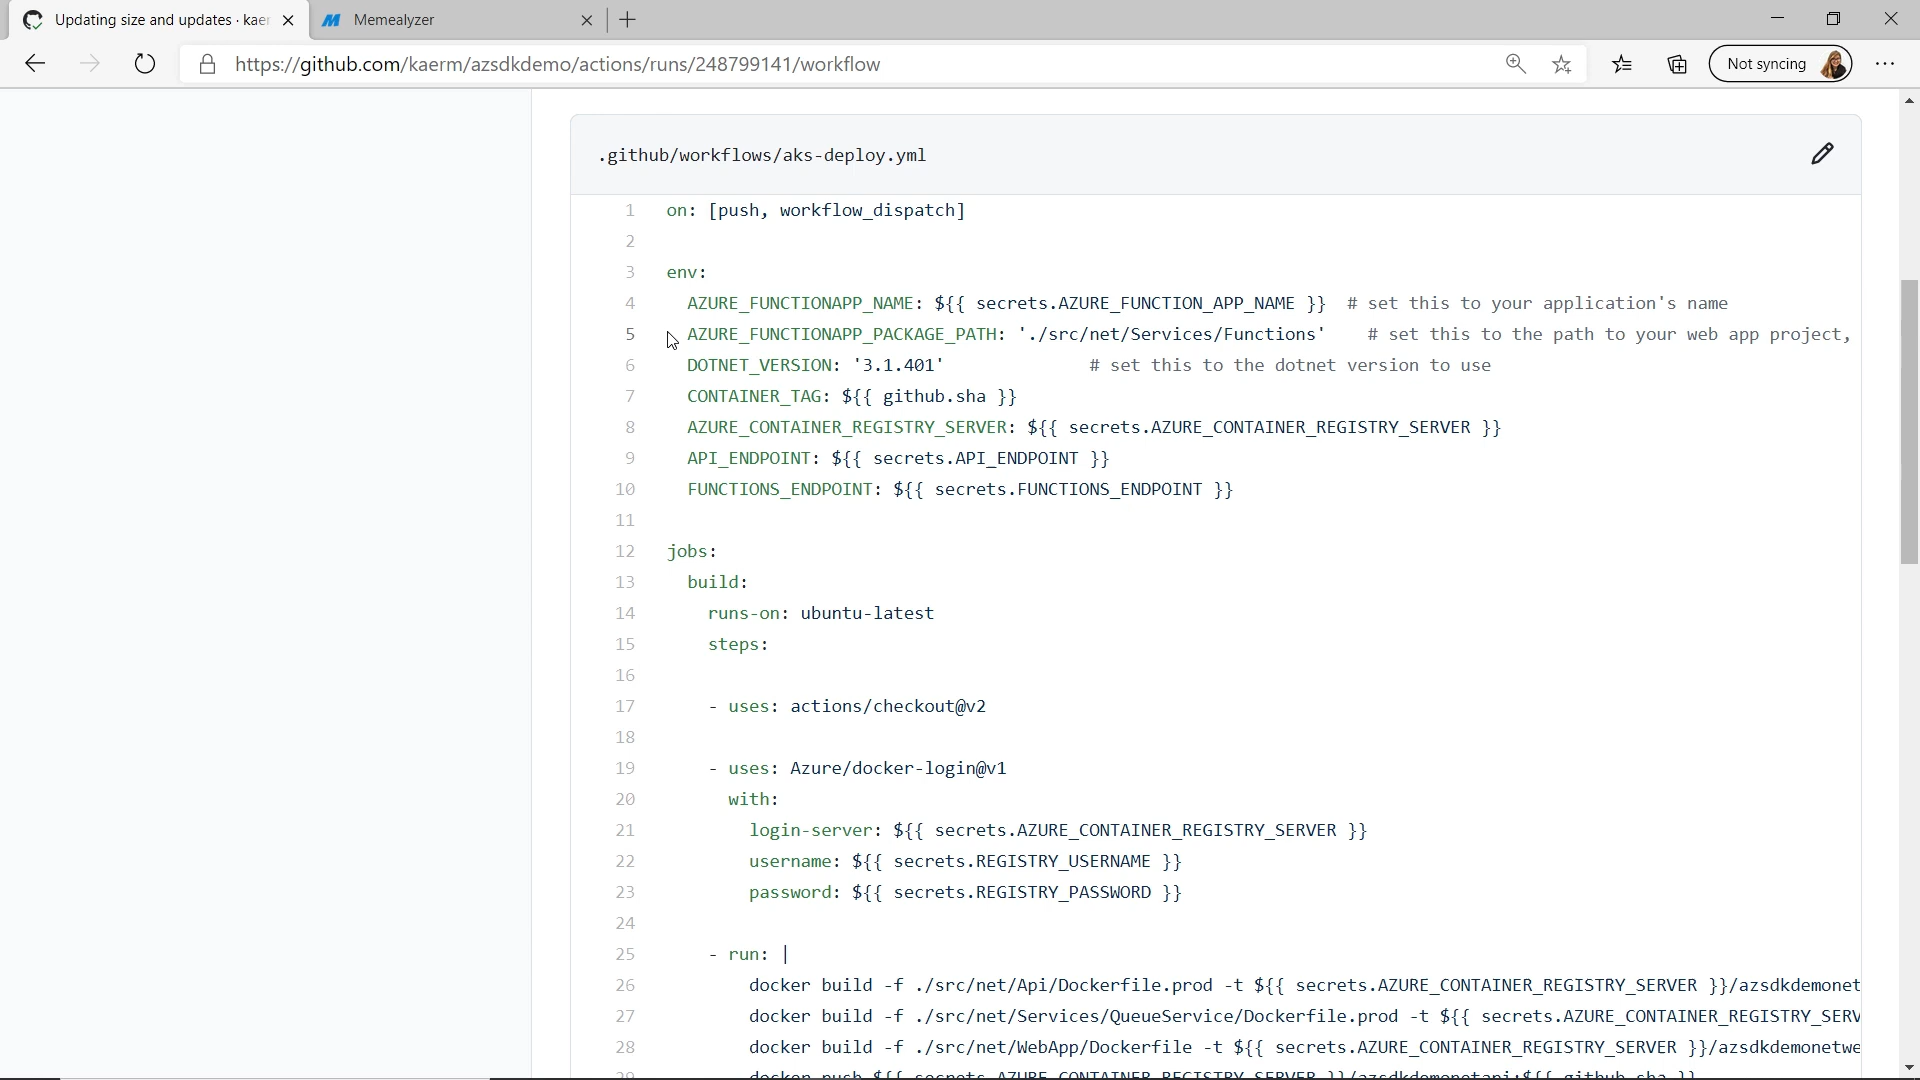 Updating size and updates · kaer
Memealyzer
https://github.com/kaerm/azsdkdemo/actions/runs/248799141/workflow
Not syncing
.github/workflows/aks-deploy.yml
1 on: [push, workflow_dispatch]
2
3 env:
4 AZURE_FUNCTIONAPP_NAME: ${{ secrets.AZURE_FUNCTION_APP_NAME }} # set this to your application's name
5 AZURE_FUNCTIONAPP_PACKAGE_PATH: './src/net/Services/Functions' # set this to the path to your web app project,
6 DOTNET_VERSION: '3.1.401' # set this to the dotnet version to use
7 CONTAINER_TAG: ${{ github.sha }}
8 AZURE_CONTAINER_REGISTRY_SERVER: ${{ secrets.AZURE_CONTAINER_REGISTRY_SERVER }}
9 API_ENDPOINT: ${{ secrets.API_ENDPOINT }}
10 FUNCTIONS_ENDPOINT: ${{ secrets.FUNCTIONS_ENDPOINT }}
11
12 jobs:
13 build:
14 runs-on: ubuntu-latest
15 steps:
16
17 - uses: actions/checkout@v2
18
19 - uses: Azure/docker-login@v1
20 with:
21 login-server: ${{ secrets.AZURE_CONTAINER_REGISTRY_SERVER }}
22 username: ${{ secrets.REGISTRY_USERNAME }}
23 password: ${{ secrets.REGISTRY_PASSWORD }}
24
25 - run: |
26 docker build -f ./src/net/Api/Dockerfile.prod -t ${{ secrets.AZURE_CONTAINER_REGISTRY_SERVER }}/azsdkdemonet
27 docker build -f ./src/net/Services/QueueService/Dockerfile.prod -t ${{ secrets.AZURE_CONTAINER_REGISTRY_SERV
28 docker build -f ./src/net/WebApp/Dockerfile -t ${{ secrets.AZURE_CONTAINER_REGISTRY_SERVER }}/azsdkdemonetwe
29 docker push ${{ secrets.AZURE_CONTAINER_REGISTRY_SERVER }}/azsdkdemonetapi:${{ github.sha }}